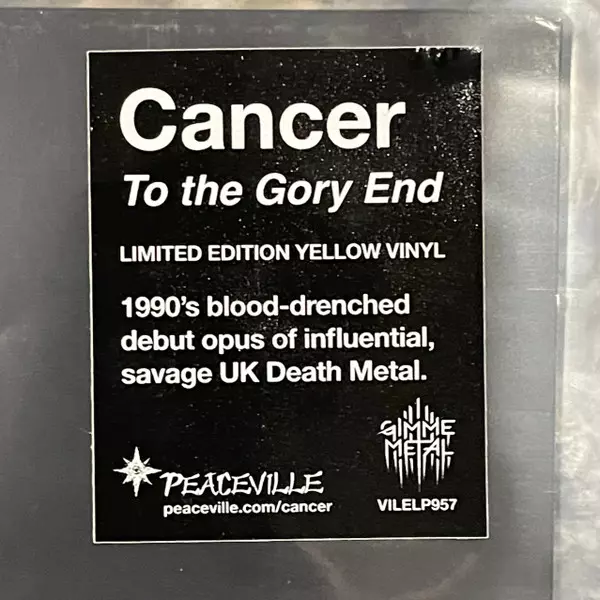 Cancer
To the Gory End
LIMITED EDITION YELLOW VINYL
1990's blood-drenched
debut opus of influential,
savage UK Death Metal.
GIMME
METAL
PEACEVILLE
peaceville.com/cancer
VILELP957